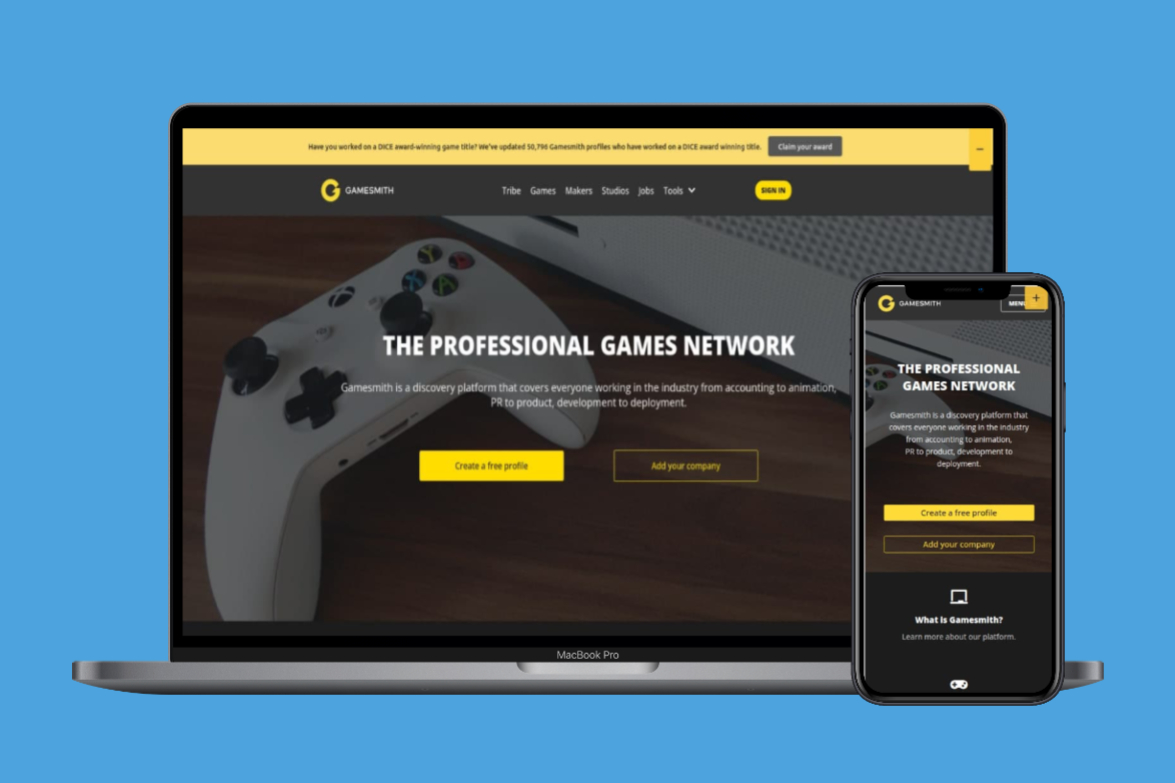 Have you worked on a DICE award-winning game title? We've updated 50,796 Gamesmith profiles who have worked on a DICE award winning title. Claim your award
GAMESMITH Tribe Games Makers Studios Jobs Tools SIGN IN
THE PROFESSIONAL GAMES NETWORK
Gamesmith is a discovery platform that covers everyone working in the industry from accounting to animation,
PR to product, development to deployment.
Create a free profile Add your company
Y
B
X
A
MacBook Pro
GAMESMITH
THE PROFESSIONAL
GAMES NETWORK
Gamesmith is a discovery platform that
covers everyone working in the industry
from accounting to animation,
PR to product, development to
deployment.
Create a free profile
Add your company
What is Gamesmith?
Learn more about our platform.